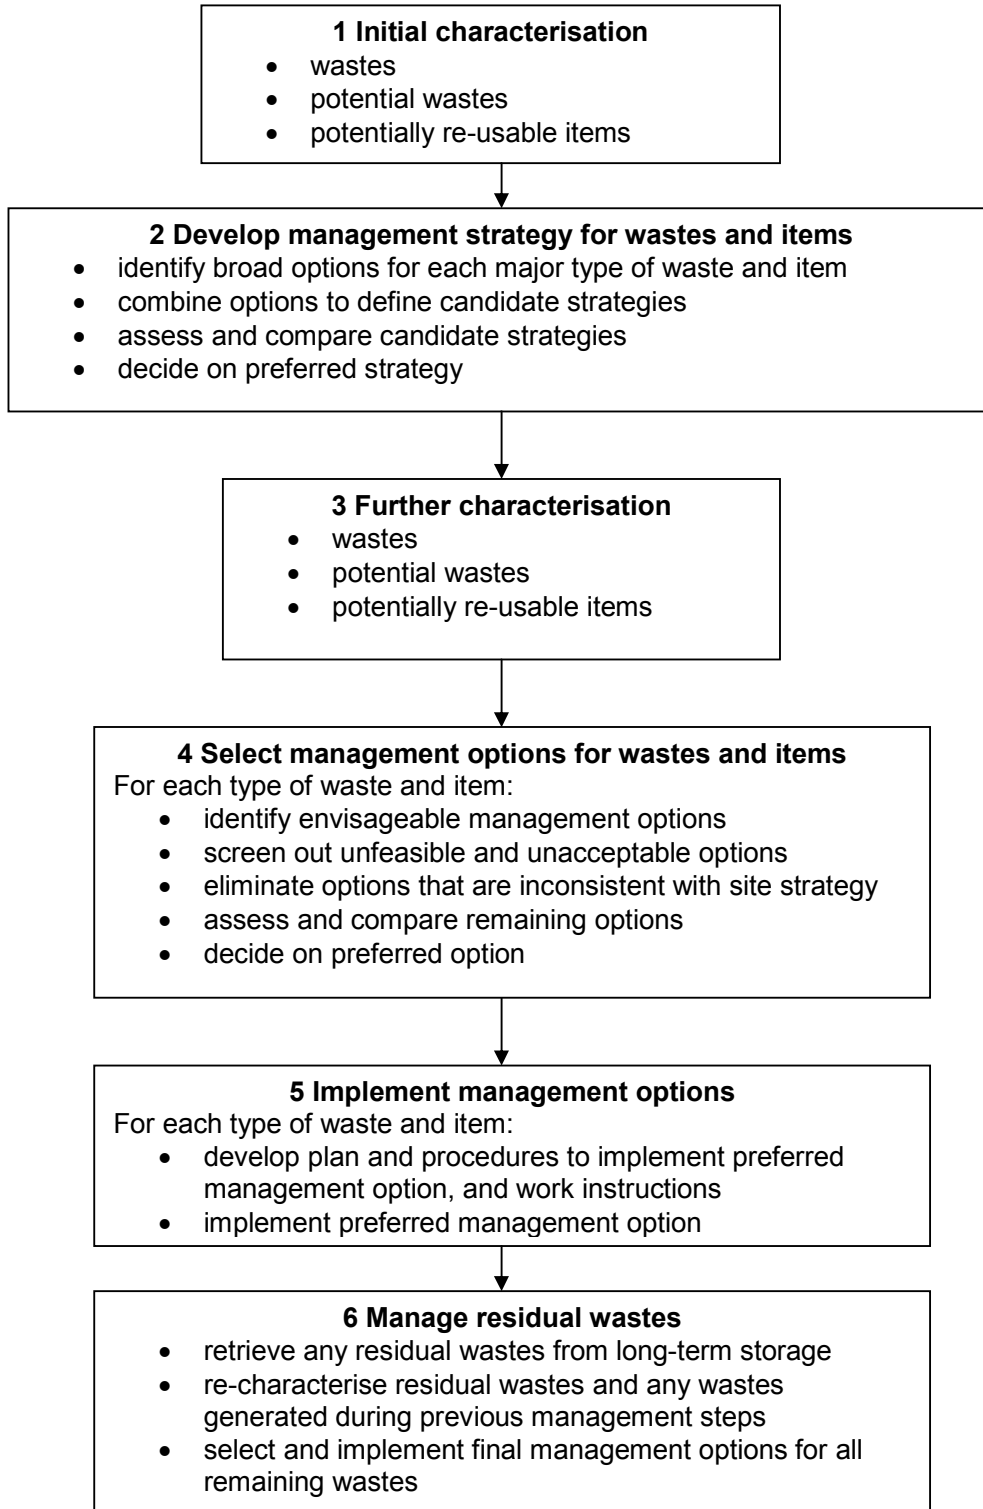 1 Initial characterisation
• wastes
• potential wastes
• potentially re-usable items
2 Develop management strategy for wastes and items
• identify broad options for each major type of waste and item
• combine options to define candidate strategies
• assess and compare candidate strategies
• decide on preferred strategy
3 Further characterisation
• wastes
• potential wastes
• potentially re-usable items
4 Select management options for wastes and items
For each type of waste and item:
• identify envisageable management options
• screen out unfeasible and unacceptable options
• eliminate options that are inconsistent with site strategy
• assess and compare remaining options
• decide on preferred option
5 Implement management options
For each type of waste and item:
• develop plan and procedures to implement preferred
management option, and work instructions
• implement preferred management option
6 Manage residual wastes
• retrieve any residual wastes from long-term storage
• re-characterise residual wastes and any wastes
generated during previous management steps
• select and implement final management options for all
remaining wastes